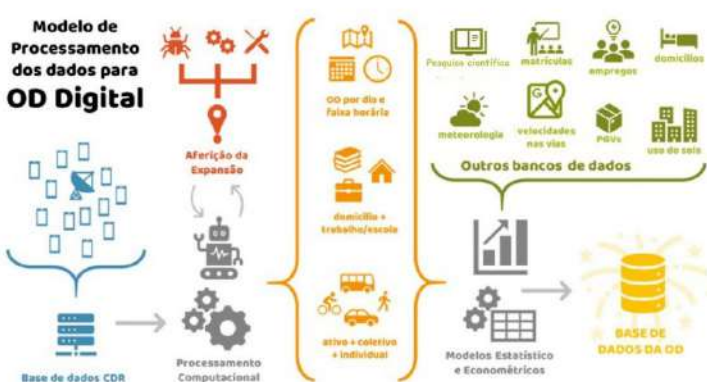 Modelo de
Processamento
dos dados para
OD Digital
Aferição da
Expansão
Base de dados CDR
Processamento
Computacional
OD por dia e
faixa horária
domicílio +
trabalho/escola
ativo + coletivo
+ individual
Pesquisa científica
matrículas
empregos
domicílios
meteorologia
G
velocidades
nas vias
PGVs
uso do solo
Outros bancos de dados
Modelos Estatístico
e Econométricos
BASE DE
DADOS DA OD